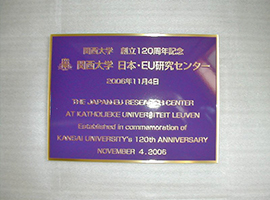 関西大学 創立120周年記念
関西大学 日本・EU研究センター
2006年11月4日
THE JAPAN-EU RESEARCH CENTER
AT KATHOLIEKE UNIVERSITEIT LEUVEN
Established in commemoration of
KANSAI UNIVERSITY's 120th ANNIVERSARY
NOVEMBER 4, 2006